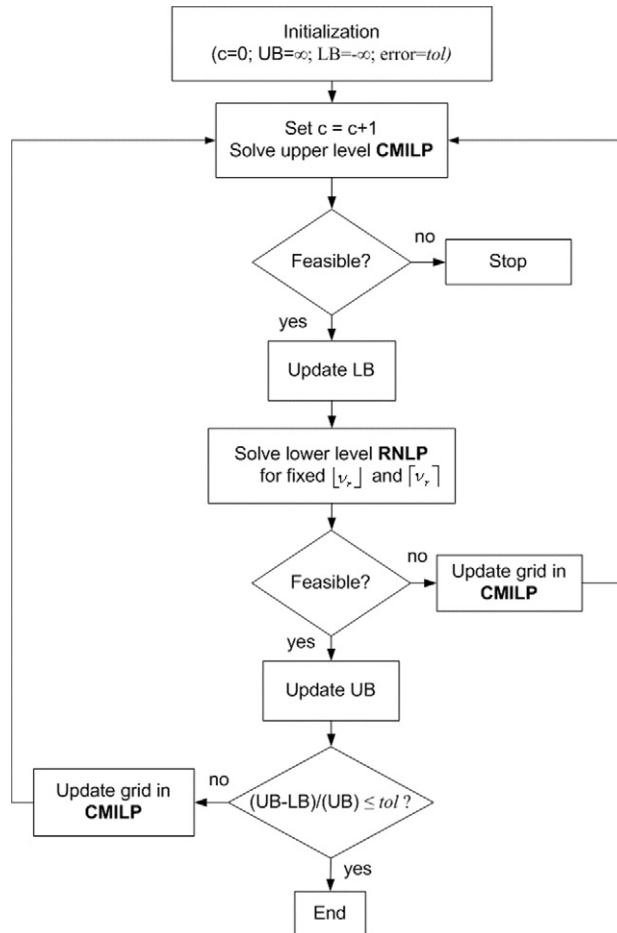 Initialization
(c=0; UB=∞; LB=-∞; error=tol)
Set c = c+1
Solve upper level CMILP
Feasible?
no
Stop
yes
Update LB
Solve lower level RNLP
for fixed ⌊νr⌋ and ⌈νr⌉
Feasible?
no
Update grid in
CMILP
yes
Update UB
(UB-LB)/(UB) ≤ tol ?
no
Update grid in
CMILP
yes
End